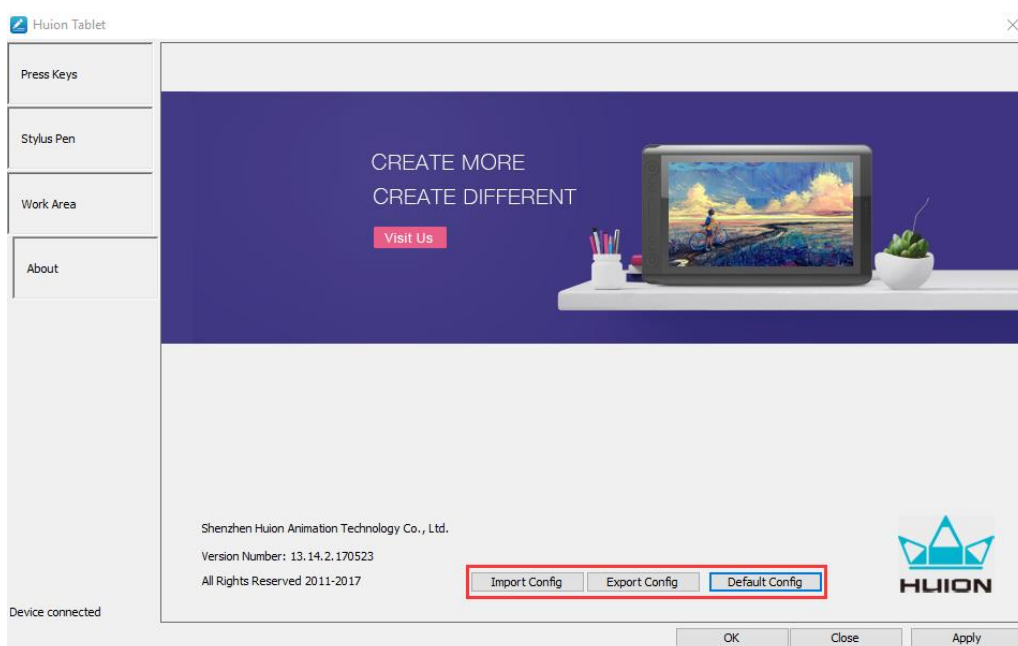 Huion Tablet
Press Keys
Stylus Pen
Work Area
About
CREATE MORE
CREATE DIFFERENT
Visit Us
Shenzhen Huion Animation Technology Co., Ltd.
Version Number: 13.14.2.170523
All Rights Reserved 2011-2017
Import Config
Export Config
Default Config
HUION
Device connected
OK
Close
Apply